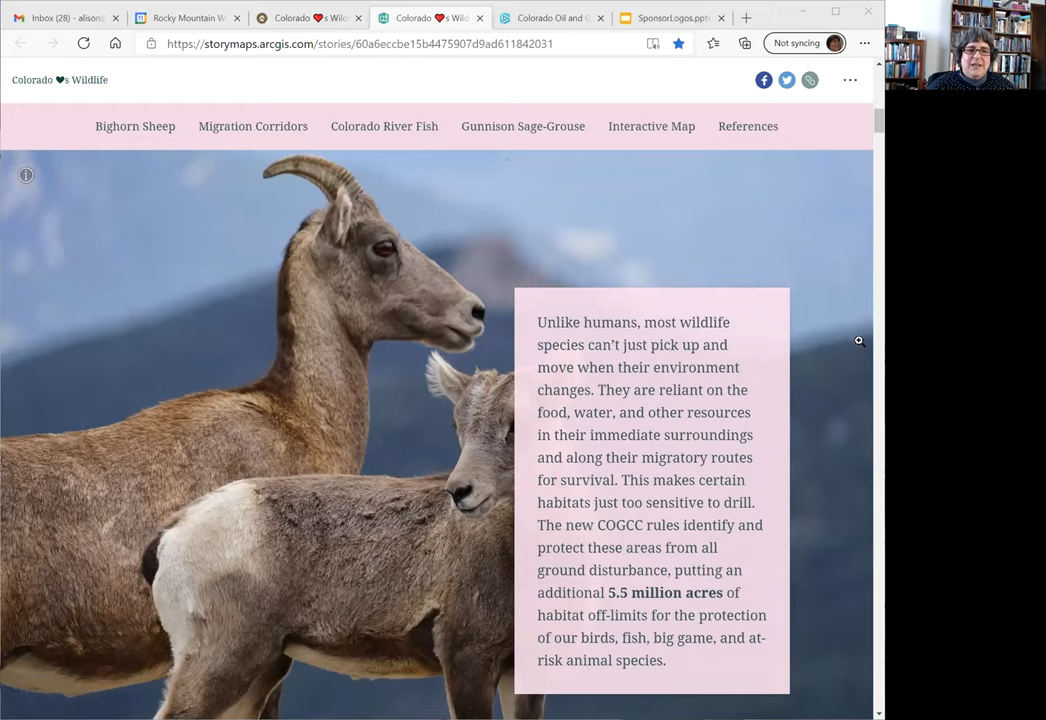 Inbox (28) - alison
Rocky Mountain W
Colorado ❤️s Wild
Colorado ❤️s Wild
Colorado Oil and G
SponsorLogos.ppt
https://storymaps.arcgis.com/stories/60a6eccbe15b4475907d9ad611842031
Not syncing
Colorado ♥s Wildlife
Bighorn Sheep
Migration Corridors
Colorado River Fish
Gunnison Sage-Grouse
Interactive Map
References
Unlike humans, most wildlife
species can't just pick up and
move when their environment
changes. They are reliant on the
food, water, and other resources
in their immediate surroundings
and along their migratory routes
for survival. This makes certain
habitats just too sensitive to drill.
The new COGCC rules identify and
protect these areas from all
ground disturbance, putting an
additional 5.5 million acres of
habitat off-limits for the protection
of our birds, fish, big game, and at-
risk animal species.